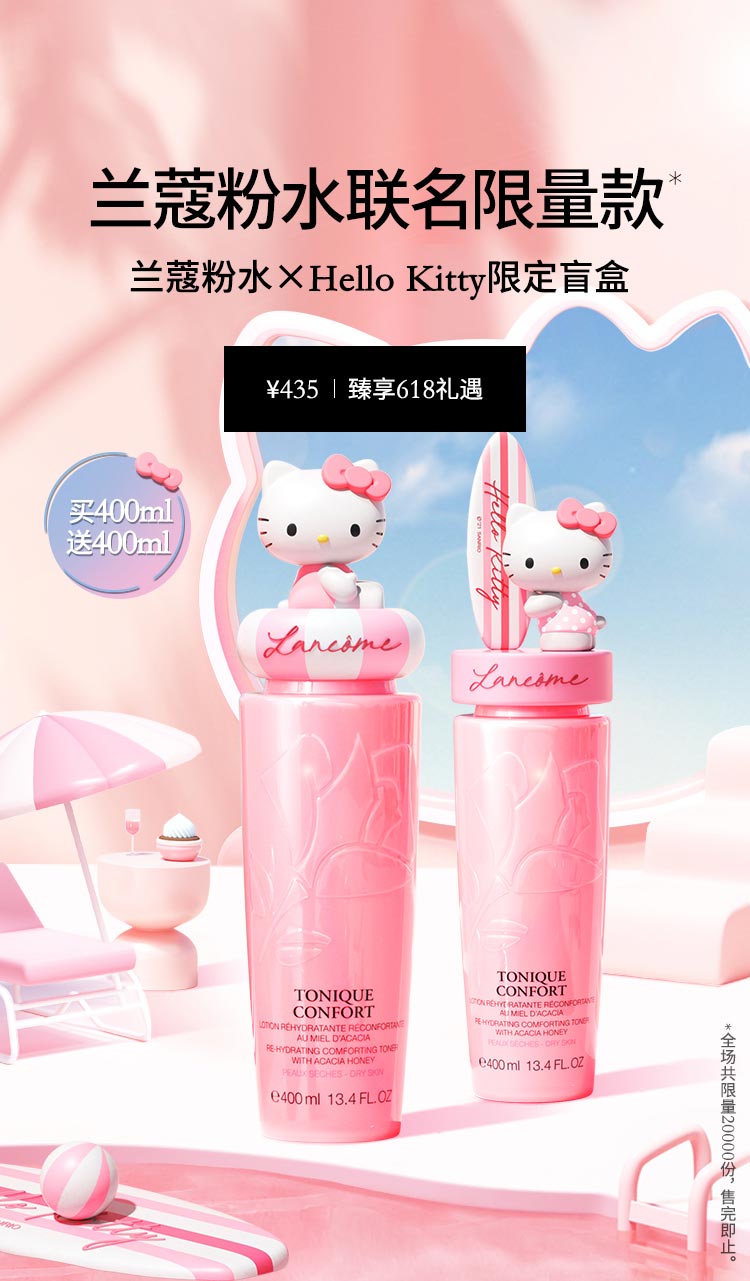 兰蔻粉水联名限量款*
兰蔻粉水×Hello Kitty限定盲盒
¥435 | 臻享618礼遇
买400ml
送400ml
Hello Kitty
©'21 SANRIO
Lancôme
Lancôme
TONIQUE
CONFORT
LOTION RÉHYDRATANTE RÉCONFORTANTE
AU MIEL D'ACACIA
RE-HYDRATING COMFORTING TONER
WITH ACACIA HONEY
PEAUX SÈCHES - DRY SKIN
℮400 ml 13.4 FL.OZ
TONIQUE
CONFORT
LOTION RÉHYDRATANTE RÉCONFORTANTE
AU MIEL D'ACACIA
RE-HYDRATING COMFORTING TONER
WITH ACACIA HONEY
PEAUX SÈCHES - DRY SKIN
℮400 ml 13.4 FL.OZ
*全场共限量20000份，售完即止。